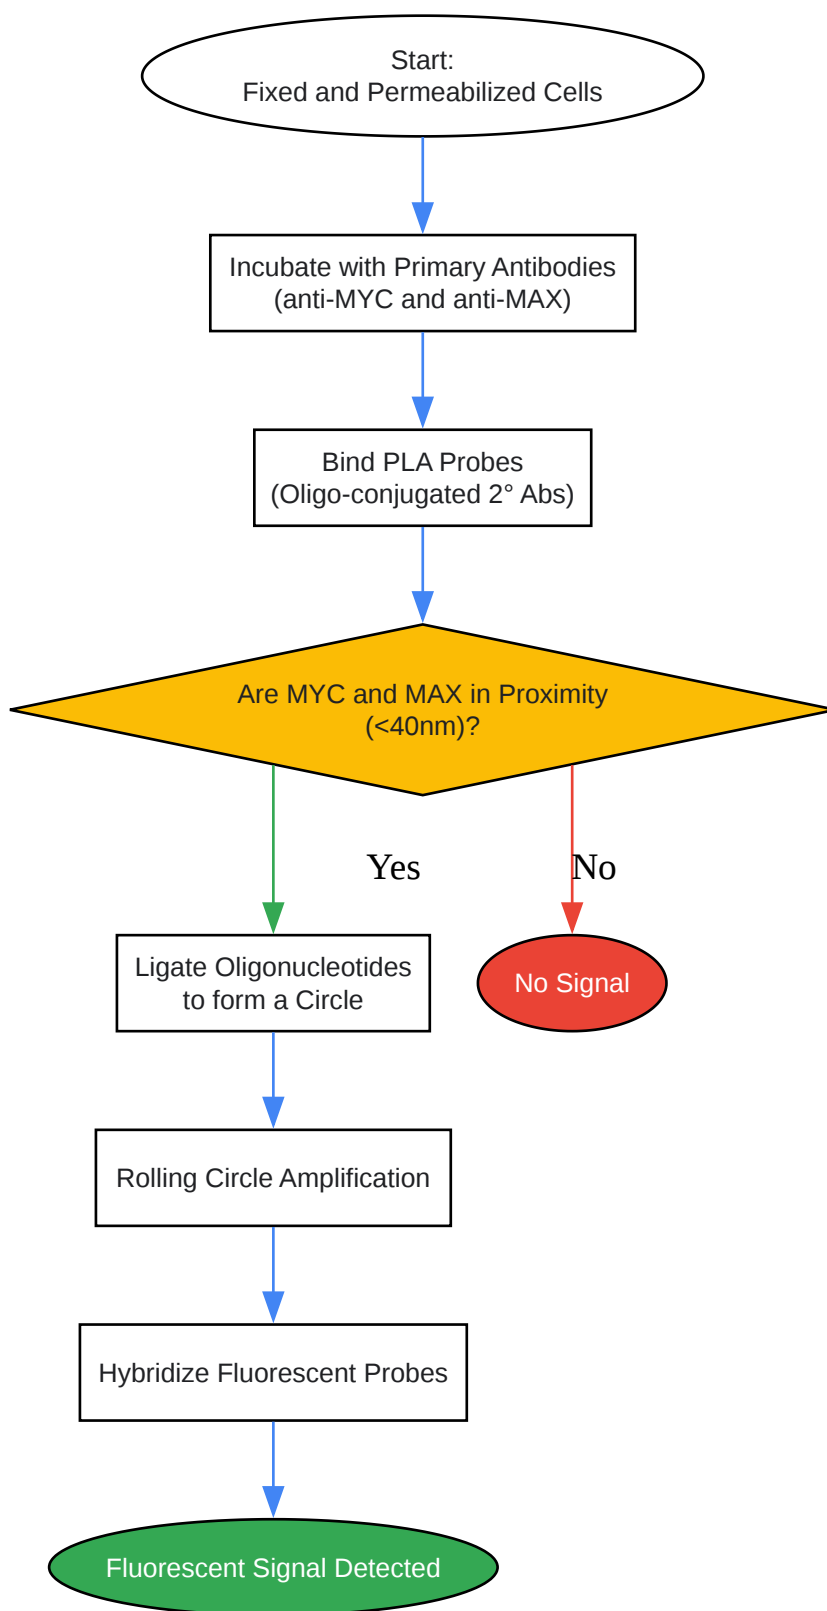 Start:
Fixed and Permeabilized Cells
Incubate with Primary Antibodies
(anti-MYC and anti-MAX)
Bind PLA Probes
(Oligo-conjugated 2° Abs)
Are MYC and MAX in Proximity
(<40nm)?
Yes
No
Ligate Oligonucleotides
to form a Circle
No Signal
Rolling Circle Amplification
Hybridize Fluorescent Probes
Fluorescent Signal Detected